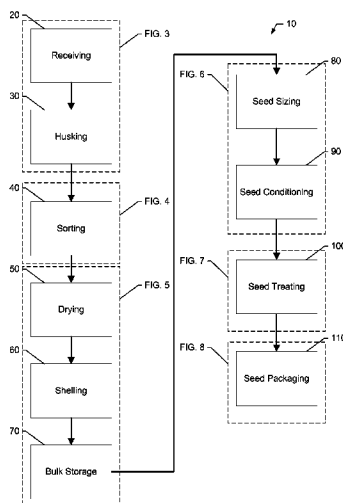 20
FIG. 3
Receiving
30
Husking
40
FIG. 4
Sorting
50
FIG. 5
Drying
60
Shelling
70
Bulk Storage
10
80
FIG. 6
Seed Sizing
90
Seed Conditioning
100
FIG. 7
Seed Treating
110
FIG. 8
Seed Packaging